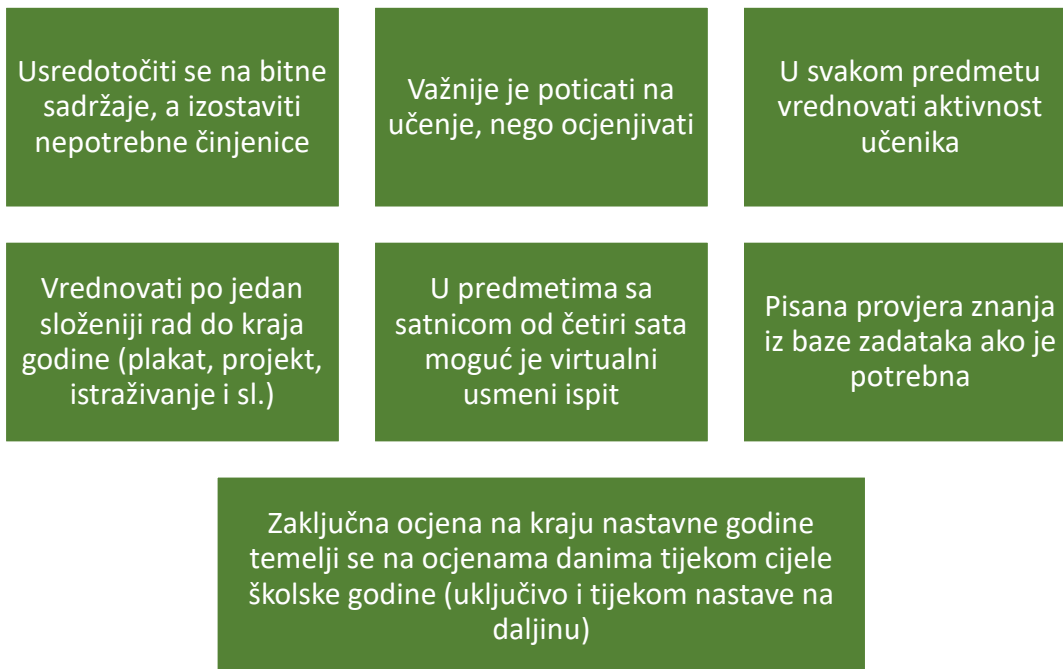 Usredotočiti se na bitne
sadržaje, a izostaviti
nepotrebne činjenice
Važnije je poticati na
učenje, nego ocjenjivati
U svakom predmetu
vrednovati aktivnost
učenika
Vrednovati po jedan
složeniji rad do kraja
godine (plakat, projekt,
istraživanje i sl.)
U predmetima sa
satnicom od četiri sata
moguć je virtualni
usmeni ispit
Pisana provjera znanja
iz baze zadataka ako je
potrebna
Zaključna ocjena na kraju nastavne godine
temelji se na ocjenama danima tijekom cijele
školske godine (uključivo i tijekom nastave na
daljinu)